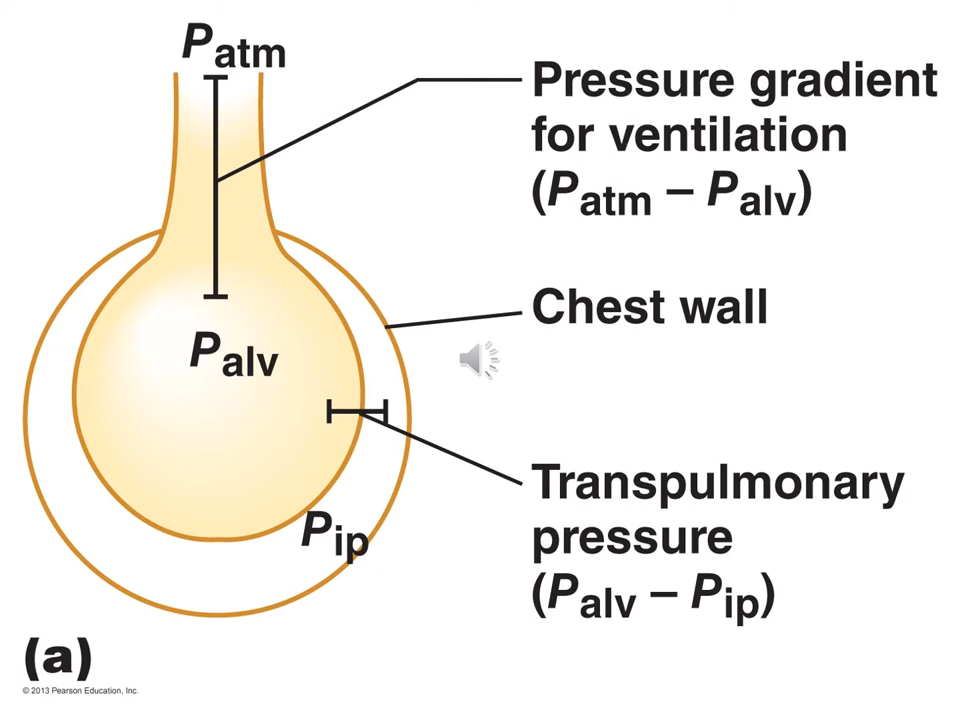 Patm
Pressure gradient
for ventilation
(Patm – Palv)
Chest wall
Palv
Transpulmonary
pressure
(Palv – Pip)
Pip
(a)
© 2013 Pearson Education, Inc.